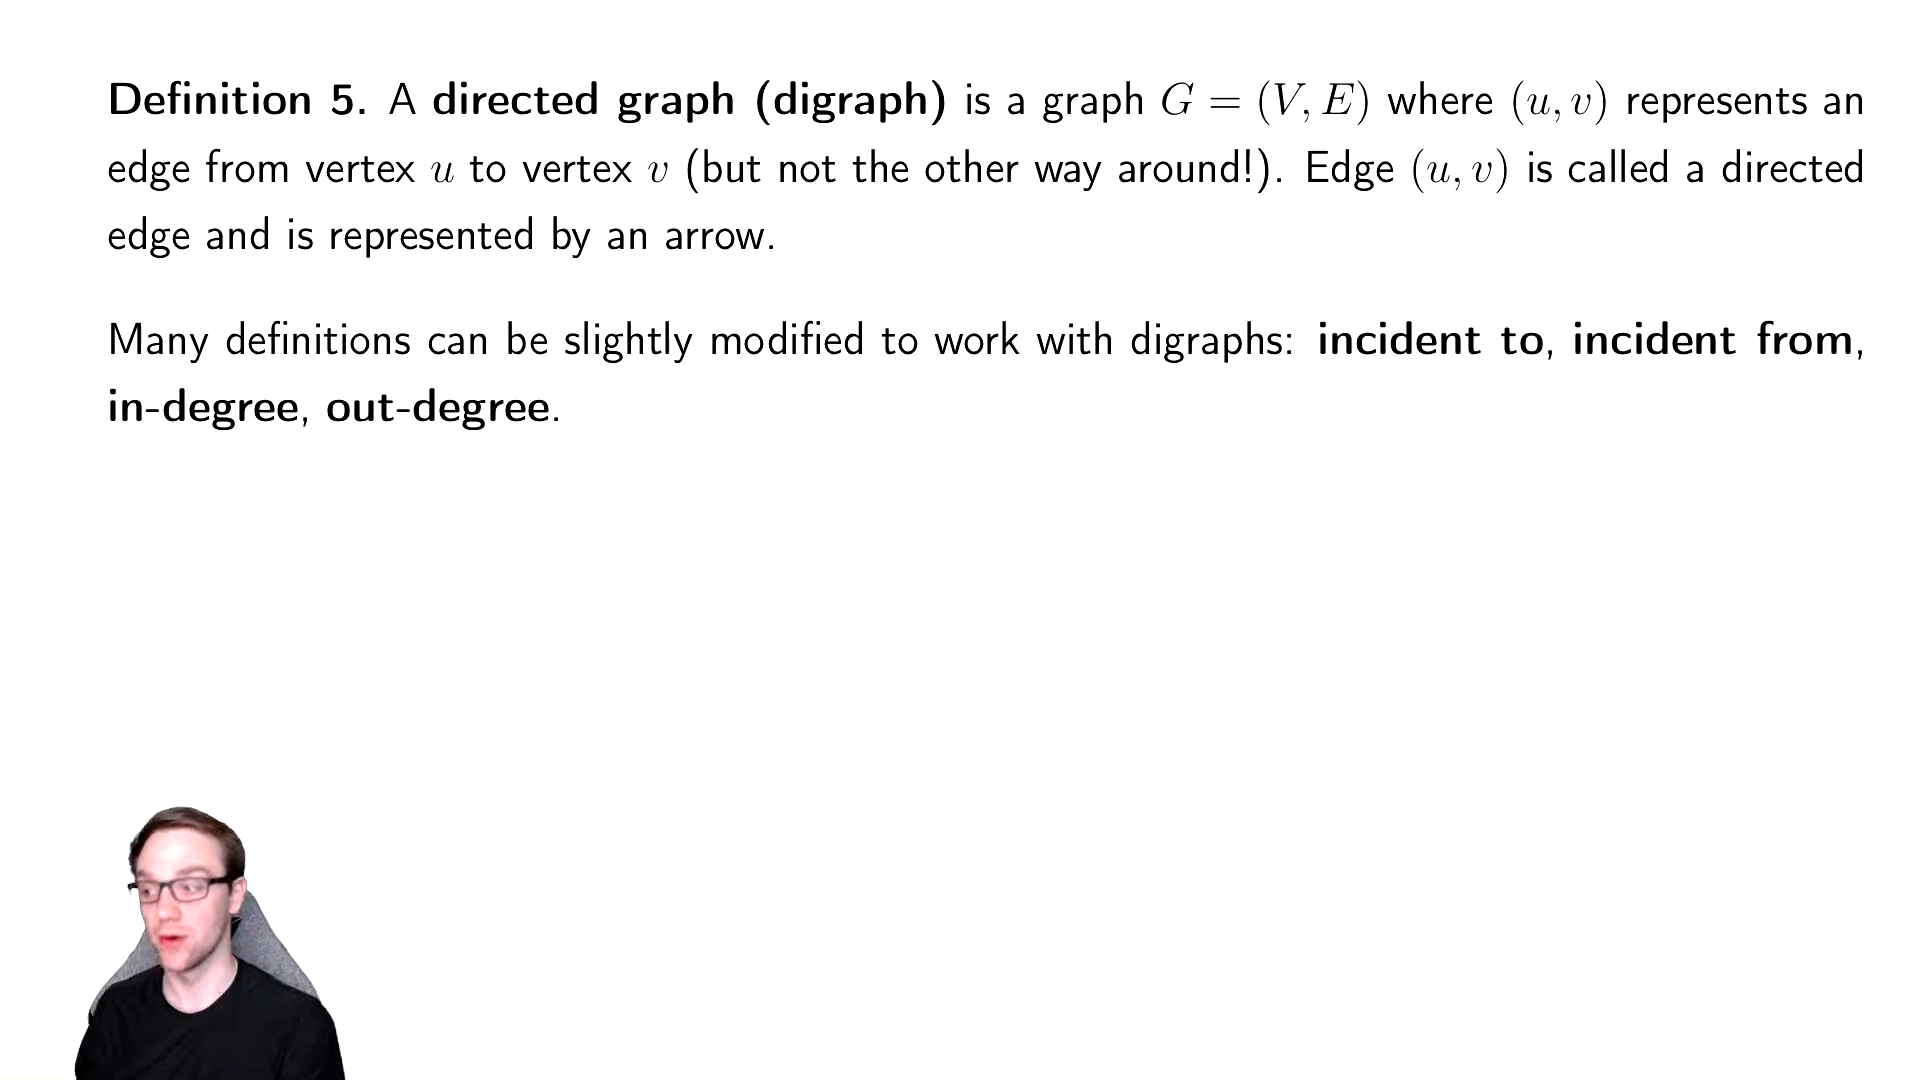 Definition 5. A directed graph (digraph) is a graph G = (V, E) where (u, v) represents an
edge from vertex u to vertex v (but not the other way around!). Edge (u, v) is called a directed
edge and is represented by an arrow.
Many definitions can be slightly modified to work with digraphs: incident to, incident from,
in-degree, out-degree.